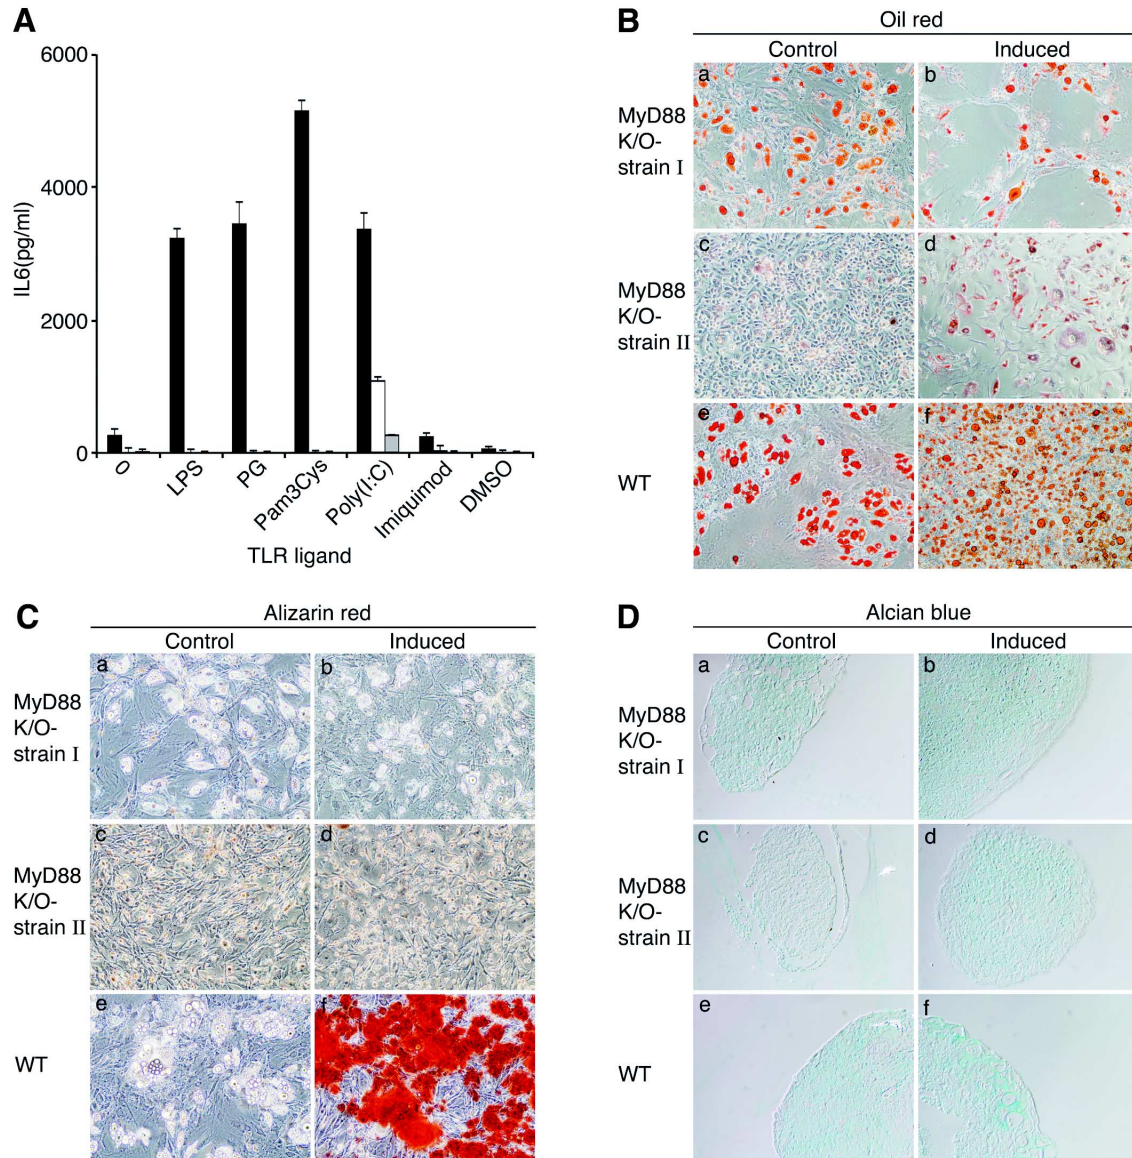 A
6000
4000
2000
0
IL6(pg/ml)
o
LPS
PG
Pam3Cys
Poly(I:C)
Imiquimod
DMSO
TLR ligand
B
Oil red
Control
Induced
MyD88
K/O-
strain I
a
b
MyD88
K/O-
strain II
c
d
WT
e
f
C
Alizarin red
Control
Induced
MyD88
K/O-
strain I
a
b
MyD88
K/O-
strain II
c
d
WT
e
f
D
Alcian blue
Control
Induced
MyD88
K/O-
strain I
a
b
MyD88
K/O-
strain II
c
d
WT
e
f